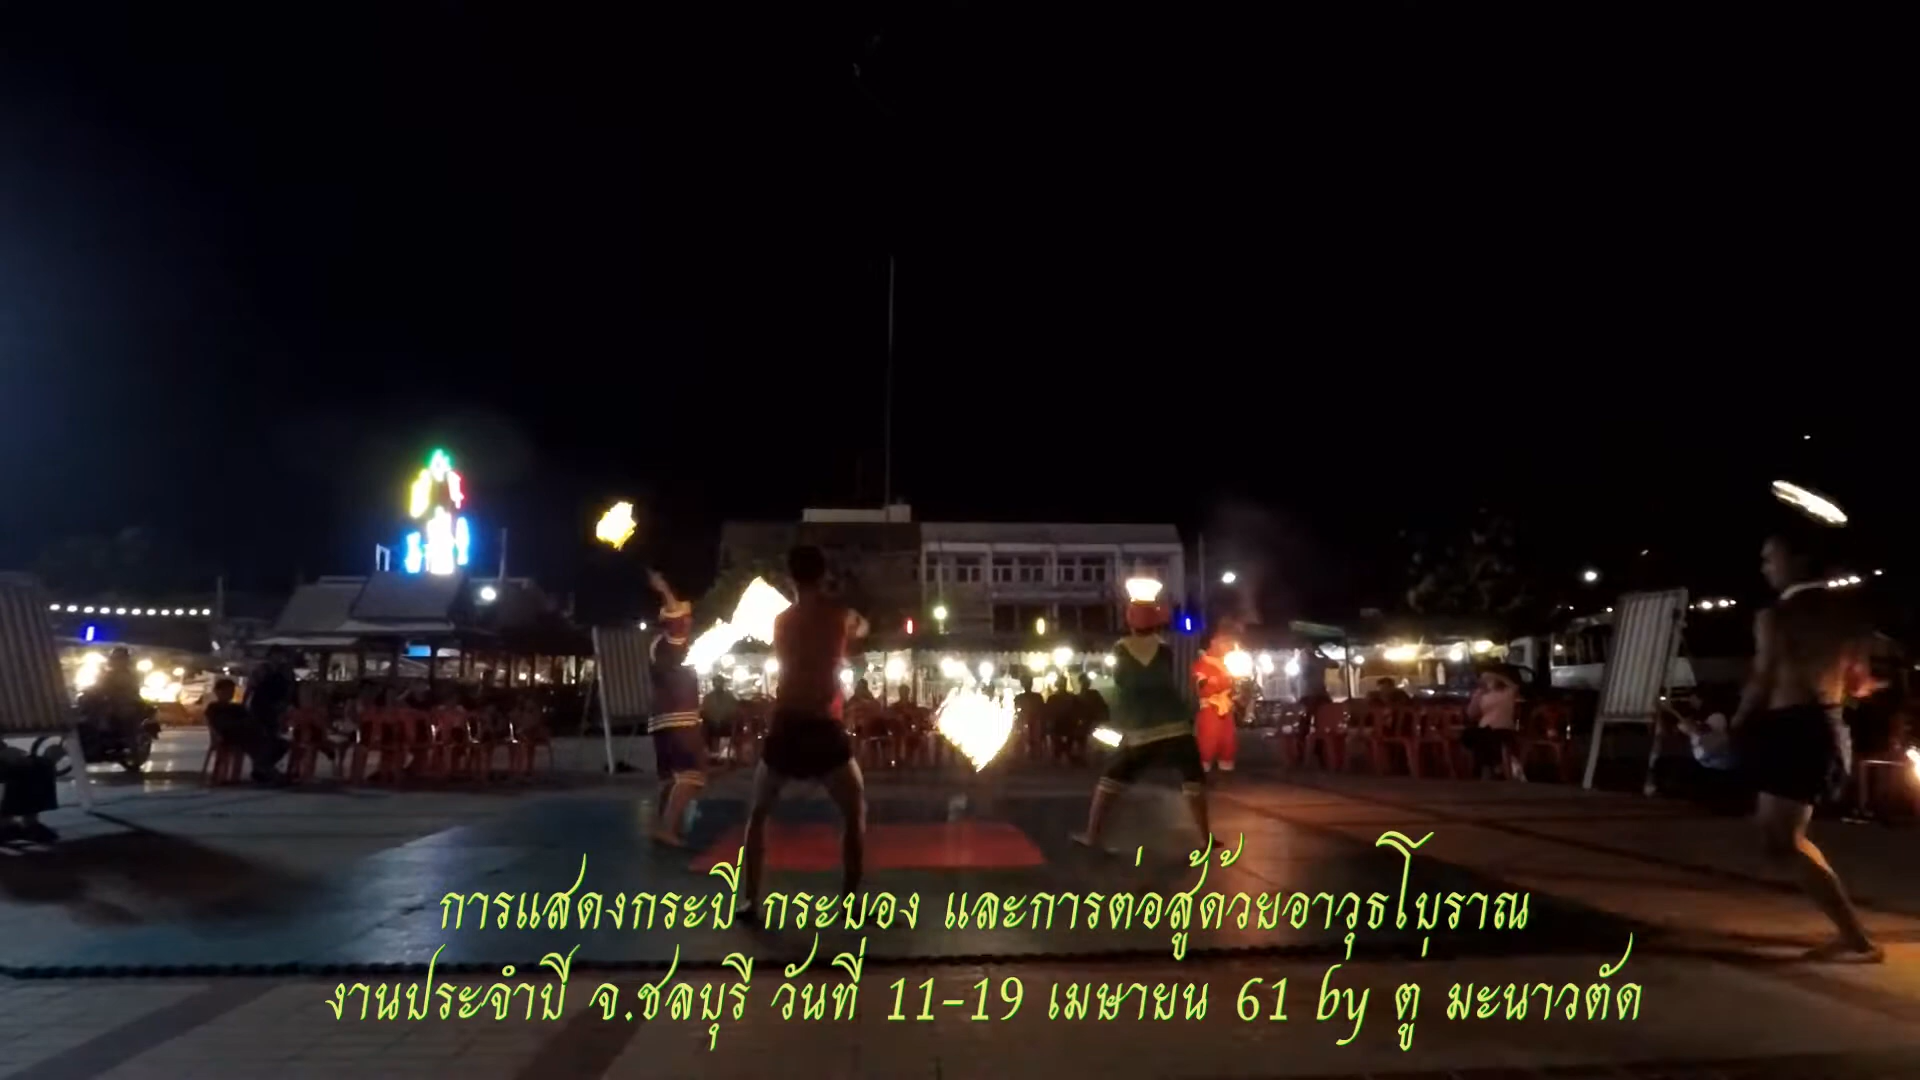 การแสดงกระบี่ กระบอง และการต่อสู้ด้วยอาวุธโบราณ
งานประจำปี จ.ชลบุรี วันที่ 11-19 เมษายน 61 by ตู่ มะนาวตัด